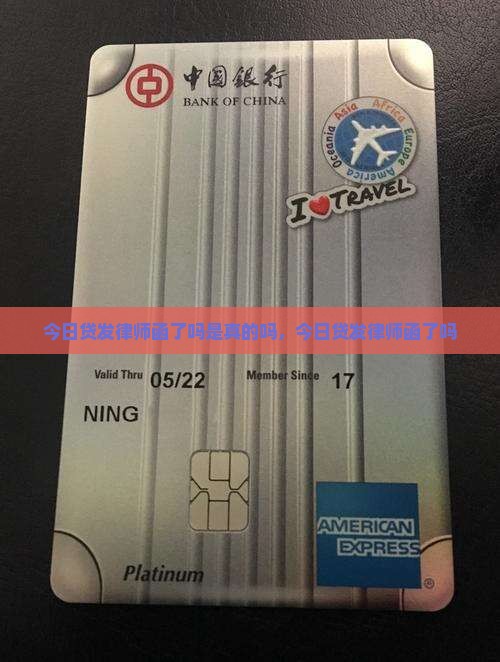 中国银行
BANK OF CHINA
Oceania Asia Africa Europe America
I TRAVEL
今日贷发律师函了吗是真的吗，今日贷发律师函了吗
Valid Thru 05/22 Member Since 17
NING
AMERICAN
EXPRESS
®
Platinum